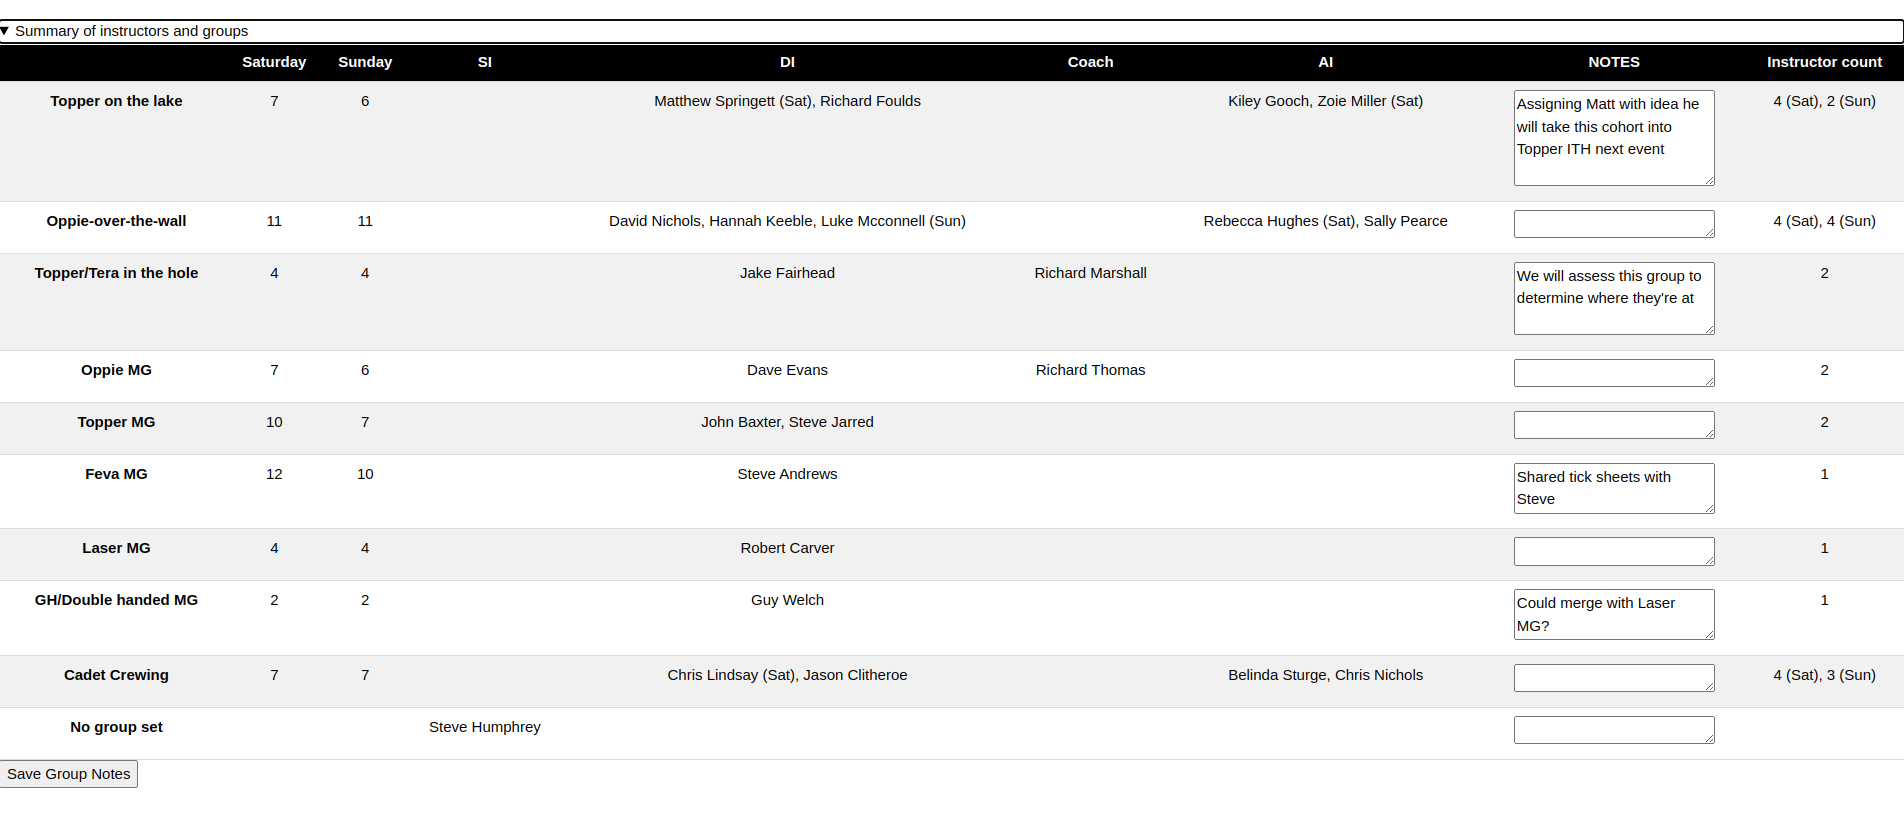 ▼ Summary of instructors and groups
Saturday Sunday SI DI Coach AI NOTES Instructor count
Topper on the lake 7 6 Matthew Springett (Sat), Richard Foulds Kiley Gooch, Zoie Miller (Sat) Assigning Matt with idea he 4 (Sat), 2 (Sun)
will take this cohort into
Topper ITH next event
Oppie-over-the-wall 11 11 David Nichols, Hannah Keeble, Luke Mcconnell (Sun) Rebecca Hughes (Sat), Sally Pearce 4 (Sat), 4 (Sun)
Topper/Tera in the hole 4 4 Jake Fairhead Richard Marshall We will assess this group to 2
determine where they're at
Oppie MG 7 6 Dave Evans Richard Thomas 2
Topper MG 10 7 John Baxter, Steve Jarred 2
Feva MG 12 10 Steve Andrews Shared tick sheets with 1
Steve
Laser MG 4 4 Robert Carver 1
GH/Double handed MG 2 2 Guy Welch Could merge with Laser 1
MG?
Cadet Crewing 7 7 Chris Lindsay (Sat), Jason Clitheroe Belinda Sturge, Chris Nichols 4 (Sat), 3 (Sun)
No group set Steve Humphrey
Save Group Notes